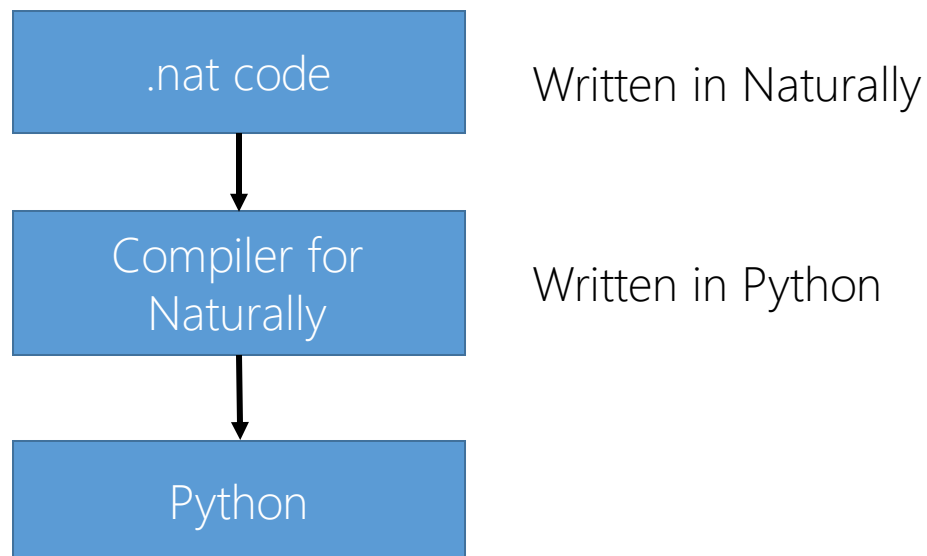 .nat code
Written in Naturally
Compiler for
Naturally
Written in Python
Python